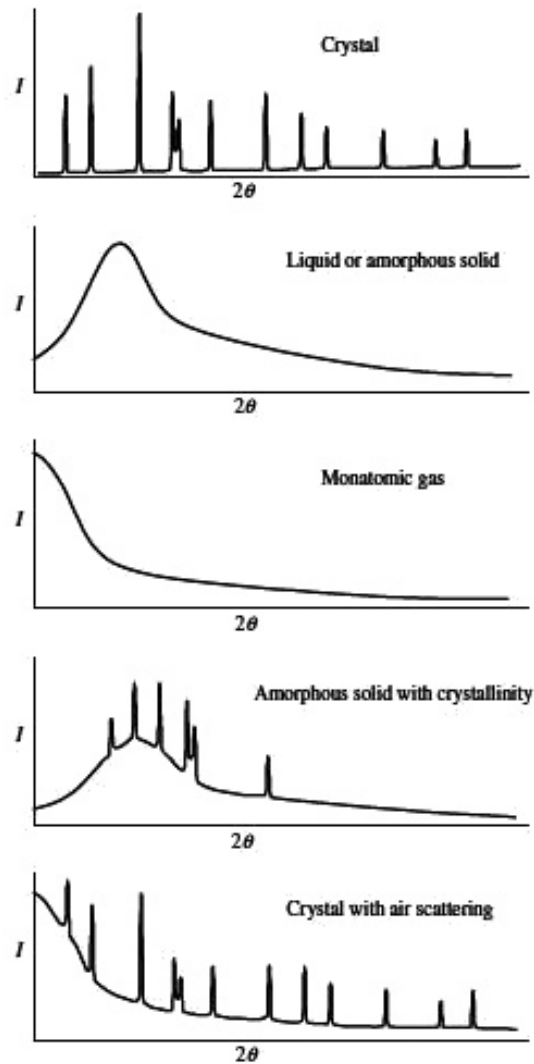 Crystal
I
2θ
Liquid or amorphous solid
I
2θ
Monatomic gas
I
2θ
Amorphous solid with crystallinity
I
2θ
Crystal with air scattering
I
2θ